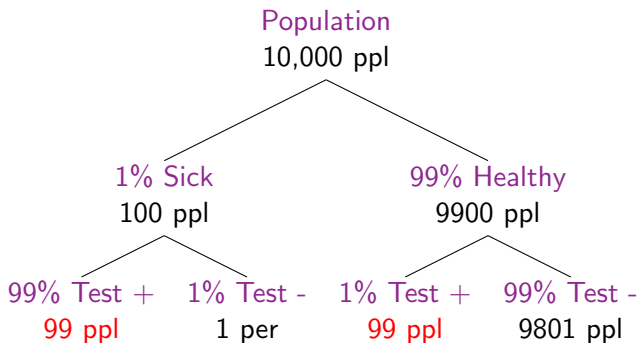 Population
10,000 ppl
1% Sick
99% Healthy
100 ppl
9900 ppl
99% Test +
1% Test -
1% Test +
99% Test -
99 ppl
1 per
99 ppl
9801 ppl